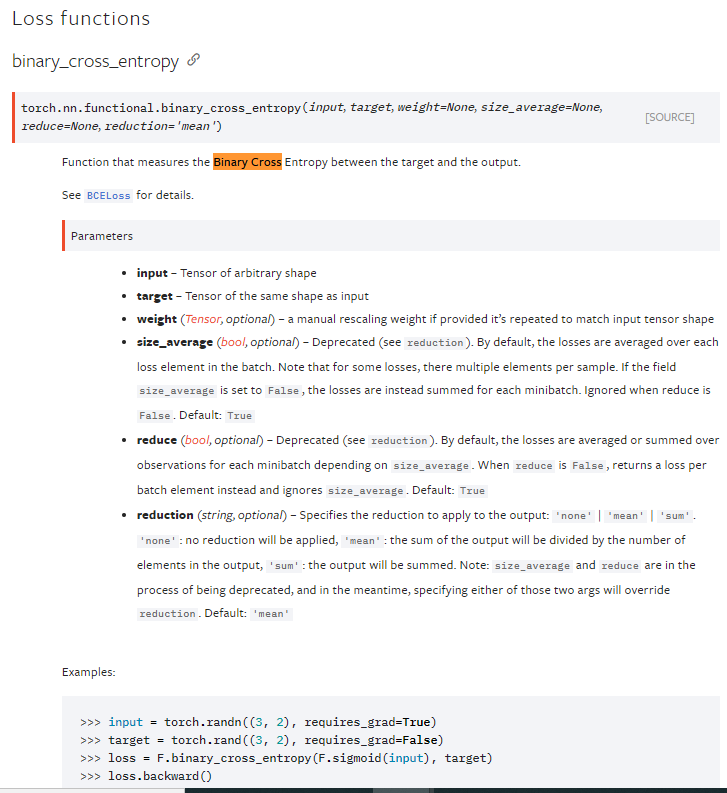 Loss functions
binary_cross_entropy
torch.nn.functional.binary_cross_entropy(input, target, weight=None, size_average=None,
reduce=None, reduction='mean')
[SOURCE]
Function that measures the Binary Cross Entropy between the target and the output.
See BCELoss for details.
Parameters
• input – Tensor of arbitrary shape
• target – Tensor of the same shape as input
• weight (Tensor, optional) – a manual rescaling weight if provided it's repeated to match input tensor shape
• size_average (bool, optional) – Deprecated (see reduction). By default, the losses are averaged over each
loss element in the batch. Note that for some losses, there multiple elements per sample. If the field
size_average is set to False, the losses are instead summed for each minibatch. Ignored when reduce is
False. Default: True
• reduce (bool, optional) – Deprecated (see reduction). By default, the losses are averaged or summed over
observations for each minibatch depending on size_average. When reduce is False, returns a loss per
batch element instead and ignores size_average. Default: True
• reduction (string, optional) – Specifies the reduction to apply to the output: 'none' | 'mean' | 'sum'.
'none': no reduction will be applied, 'mean': the sum of the output will be divided by the number of
elements in the output, 'sum': the output will be summed. Note: size_average and reduce are in the
process of being deprecated, and in the meantime, specifying either of those two args will override
reduction. Default: 'mean'
Examples:
>>> input = torch.randn((3, 2), requires_grad=True)
>>> target = torch.rand((3, 2), requires_grad=False)
>>> loss = F.binary_cross_entropy(F.sigmoid(input), target)
>>> loss.backward()